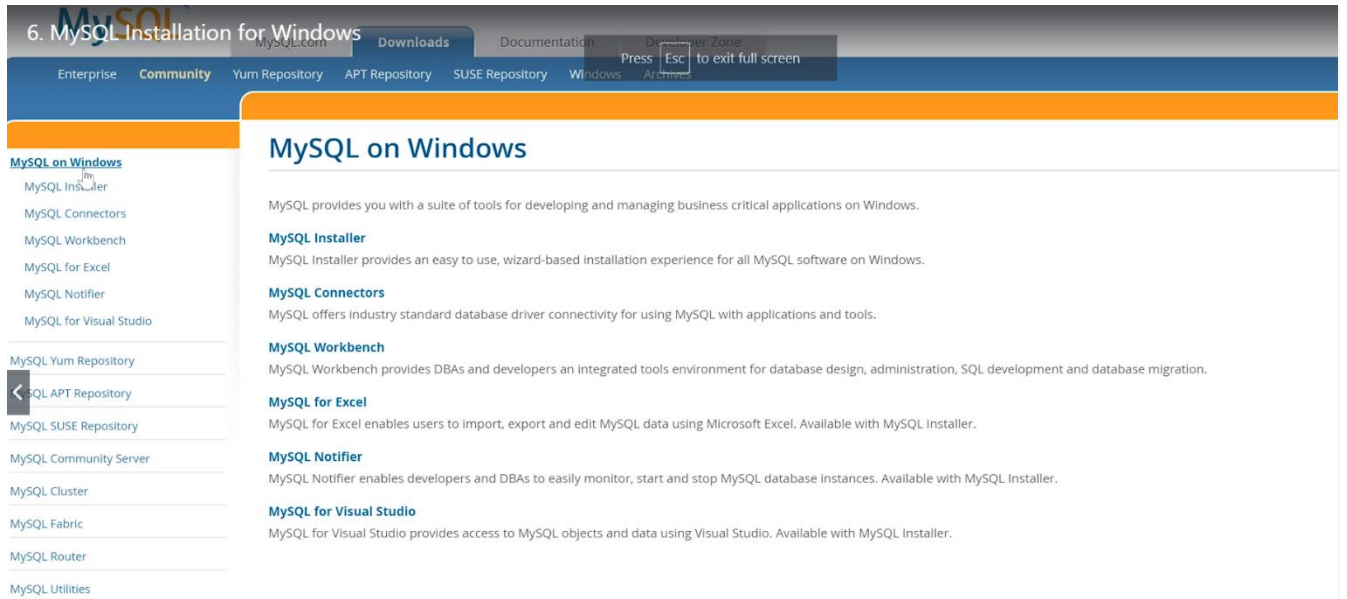 6. MySQL Installation for Windows
MySQL
MySQL.com Downloads Documentation Developer Zone
Press Esc to exit full screen
Enterprise Community Yum Repository APT Repository SUSE Repository Windows Archives
MySQL on Windows
MySQL Installer
MySQL Connectors
MySQL Workbench
MySQL for Excel
MySQL Notifier
MySQL for Visual Studio
MySQL Yum Repository
MySQL APT Repository
MySQL SUSE Repository
MySQL Community Server
MySQL Cluster
MySQL Fabric
MySQL Router
MySQL Utilities
MySQL on Windows
MySQL provides you with a suite of tools for developing and managing business critical applications on Windows.
MySQL Installer
MySQL Installer provides an easy to use, wizard-based installation experience for all MySQL software on Windows.
MySQL Connectors
MySQL offers industry standard database driver connectivity for using MySQL with applications and tools.
MySQL Workbench
MySQL Workbench provides DBAs and developers an integrated tools environment for database design, administration, SQL development and database migration.
MySQL for Excel
MySQL for Excel enables users to import, export and edit MySQL data using Microsoft Excel. Available with MySQL Installer.
MySQL Notifier
MySQL Notifier enables developers and DBAs to easily monitor, start and stop MySQL database instances. Available with MySQL Installer.
MySQL for Visual Studio
MySQL for Visual Studio provides access to MySQL objects and data using Visual Studio. Available with MySQL Installer.